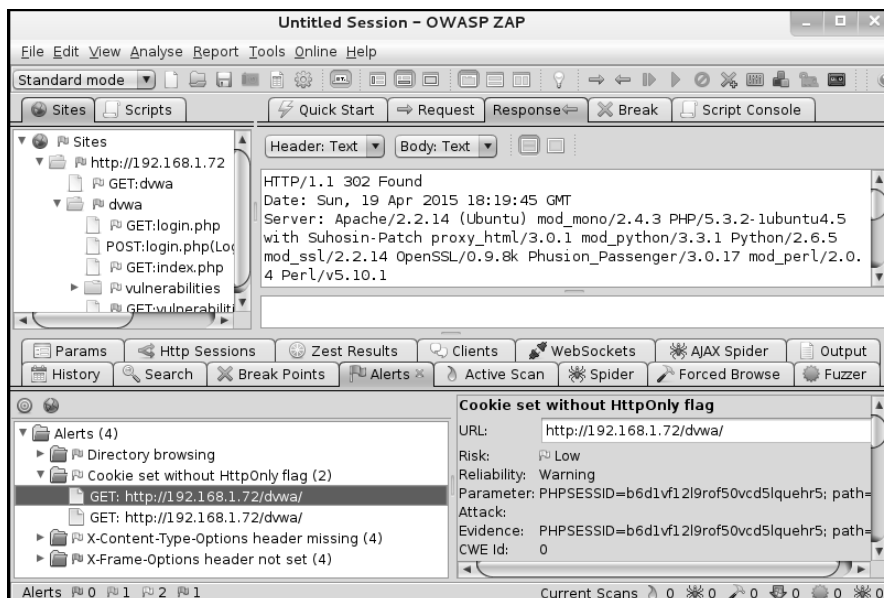 Untitled Session - OWASP ZAP
File Edit View Analyse Report Tools Online Help
Standard mode
Sites Scripts
Quick Start Request Response Break Script Console
Sites
http://192.168.1.72
GET:dvwa
dvwa
GET:login.php
POST:login.php(Log
GET:index.php
vulnerabilities
GET:vulnerabiliti
Header: Text Body: Text
HTTP/1.1 302 Found
Date: Sun, 19 Apr 2015 18:19:45 GMT
Server: Apache/2.2.14 (Ubuntu) mod_mono/2.4.3 PHP/5.3.2-1ubuntu4.5
with Suhosin-Patch proxy_html/3.0.1 mod_python/3.3.1 Python/2.6.5
mod_ssl/2.2.14 OpenSSL/0.9.8k Phusion_Passenger/3.0.17 mod_perl/2.0.
4 Perl/v5.10.1
Params Http Sessions Zest Results Clients WebSockets AJAX Spider Output
History Search Break Points Alerts Active Scan Spider Forced Browse Fuzzer
Alerts (4)
Directory browsing
Cookie set without HttpOnly flag (2)
GET: http://192.168.1.72/dvwa/
GET: http://192.168.1.72/dvwa/
X-Content-Type-Options header missing (4)
X-Frame-Options header not set (4)
Cookie set without HttpOnly flag
URL: http://192.168.1.72/dvwa/
Risk: Low
Reliability: Warning
Parameter: PHPSESSID=b6d1vf12l9rof50vcd5lquehr5; path=
Attack:
Evidence: PHPSESSID=b6d1vf12l9rof50vcd5lquehr5; path=
CWE Id: 0
Alerts 0 1 2 1 Current Scans 0 0 0 0 0 0